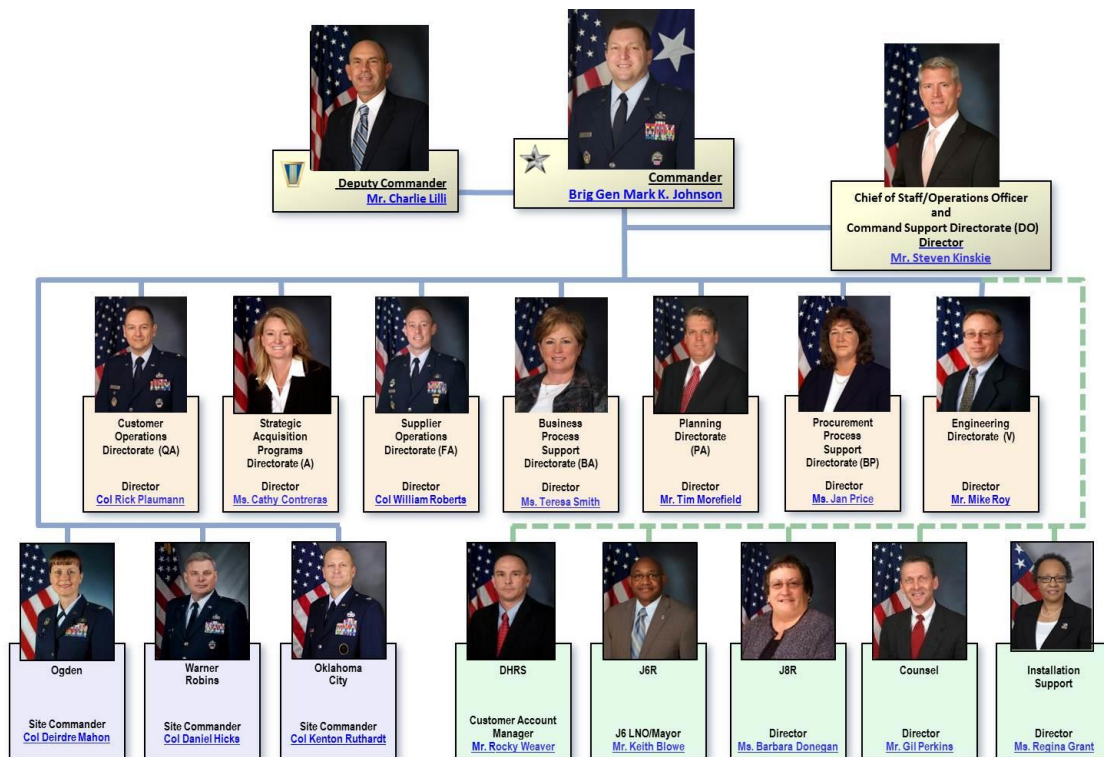 Deputy Commander
Mr. Charlie Lilli
Commander
Brig Gen Mark K. Johnson
Chief of Staff/Operations Officer
and
Command Support Directorate (DO)
Director
Mr. Steven Kinskie
Customer
Operations
Directorate (QA)
Director
Col Rick Plaumann
Strategic
Acquisition
Programs
Directorate (A)
Director
Ms. Cathy Contreras
Supplier
Operations
Directorate (FA)
Director
Col William Roberts
Business
Process
Support
Directorate (BA)
Director
Ms. Teresa Smith
Planning
Directorate
(PA)
Director
Mr. Tim Morefield
Procurement
Process
Support
Directorate (BP)
Director
Ms. Jan Price
Engineering
Directorate (V)
Director
Mr. Mike Roy
Ogden
Site Commander
Col Deirdre Mahon
Warner
Robins
Site Commander
Col Daniel Hicks
Oklahoma
City
Site Commander
Col Kenton Ruthardt
DHRS
Customer Account
Manager
Mr. Rocky Weaver
J6R
J6 LNO/Mayor
Mr. Keith Blowe
J8R
Director
Ms. Barbara Donegan
Counsel
Director
Mr. Gil Perkins
Installation
Support
Director
Ms. Regina Grant